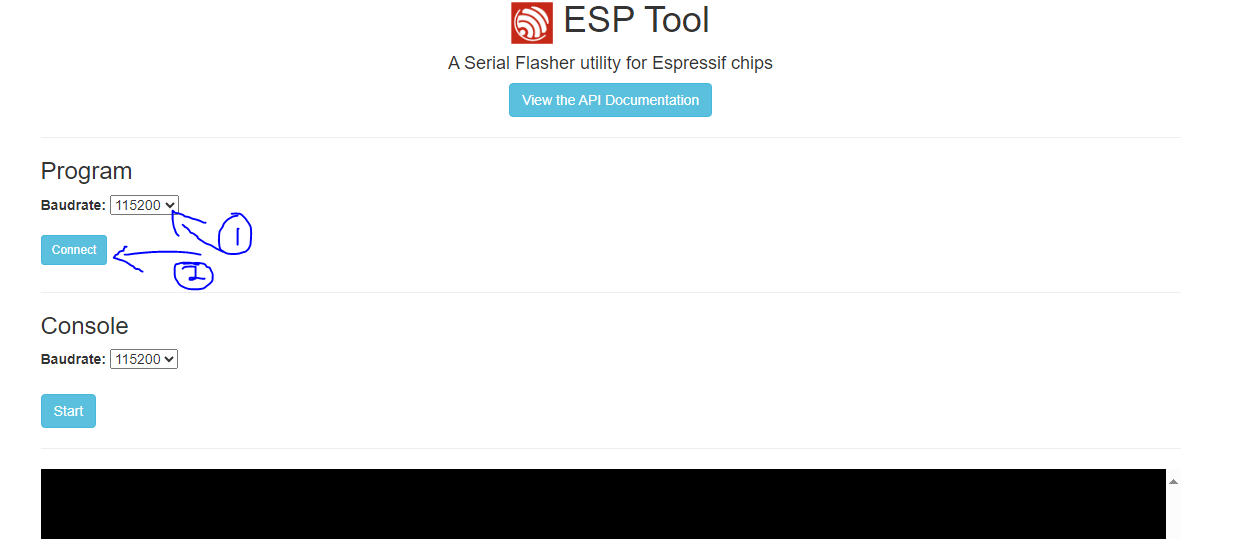 ESP Tool
A Serial Flasher utility for Espressif chips
View the API Documentation
Program
Baudrate: 115200
1
Connect
2
Console
Baudrate: 115200
Start